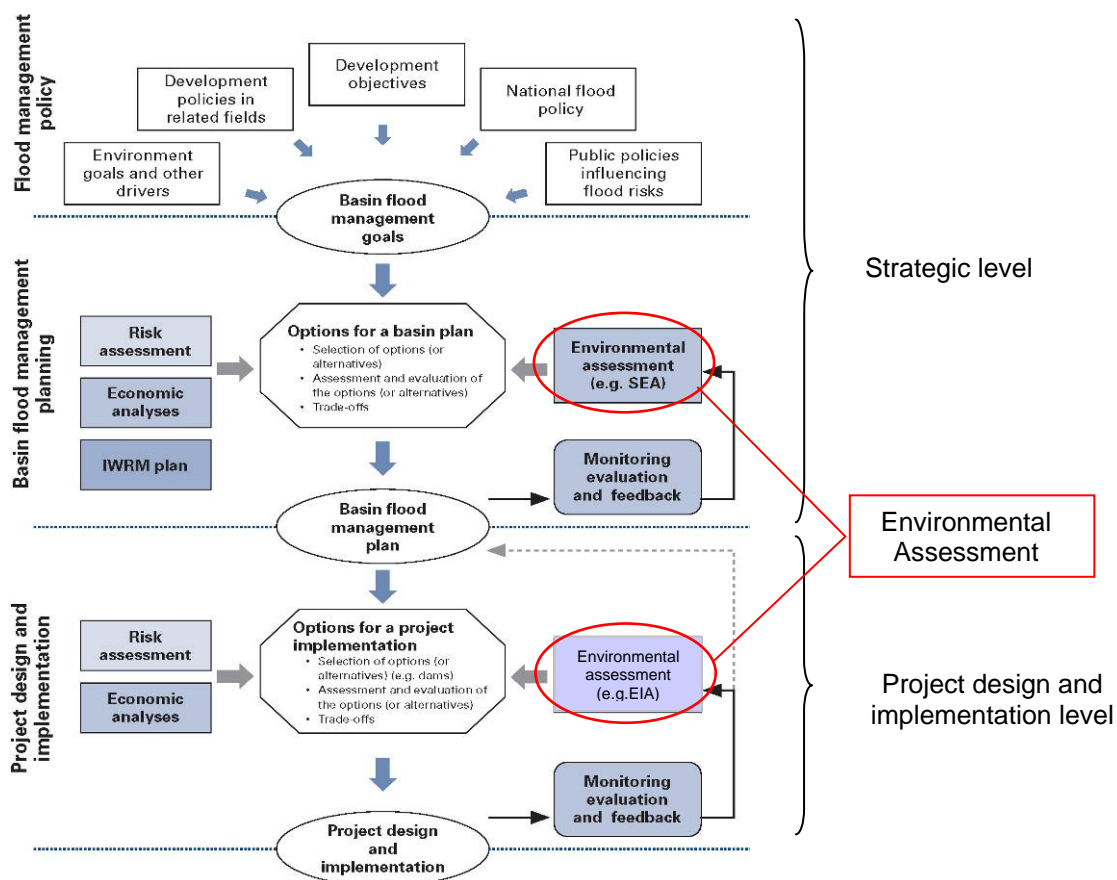 Flood management
policy
Development
objectives
Development
policies in
related fields
National flood
policy
Environment
goals and other
drivers
Public policies
influencing
flood risks
Basin flood
management
goals
Strategic level
Basin flood management
planning
Risk
assessment
Economic
analyses
IWRM plan
Options for a basin plan
• Selection of options (or
alternatives)
• Assessment and evaluation of
the options (or alternatives)
• Trade-offs
Environmental
assessment
(e.g. SEA)
Monitoring
evaluation
and feedback
Basin flood
management
plan
Environmental
Assessment
Project design and
implementation
Risk
assessment
Economic
analyses
Options for a project
implementation
• Selection of options (or
alternatives) (e.g. dams)
• Assessment and evaluation of
the options (or alternatives)
• Trade-offs
Environmental
assessment
(e.g.EIA)
Project design and
implementation level
Monitoring
evaluation
and feedback
Project design
and
implementation